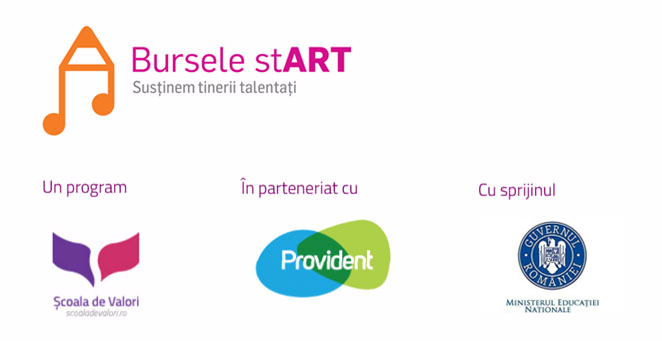 Bursele stART
Susținem tinerii talentați
Un program
În parteneriat cu
Cu sprijinul
Școala de Valori
scoaladevalori.ro
Provident
GUVERNUL ROMÂNIEI
MINISTERUL EDUCAȚIEI
NAȚIONALE